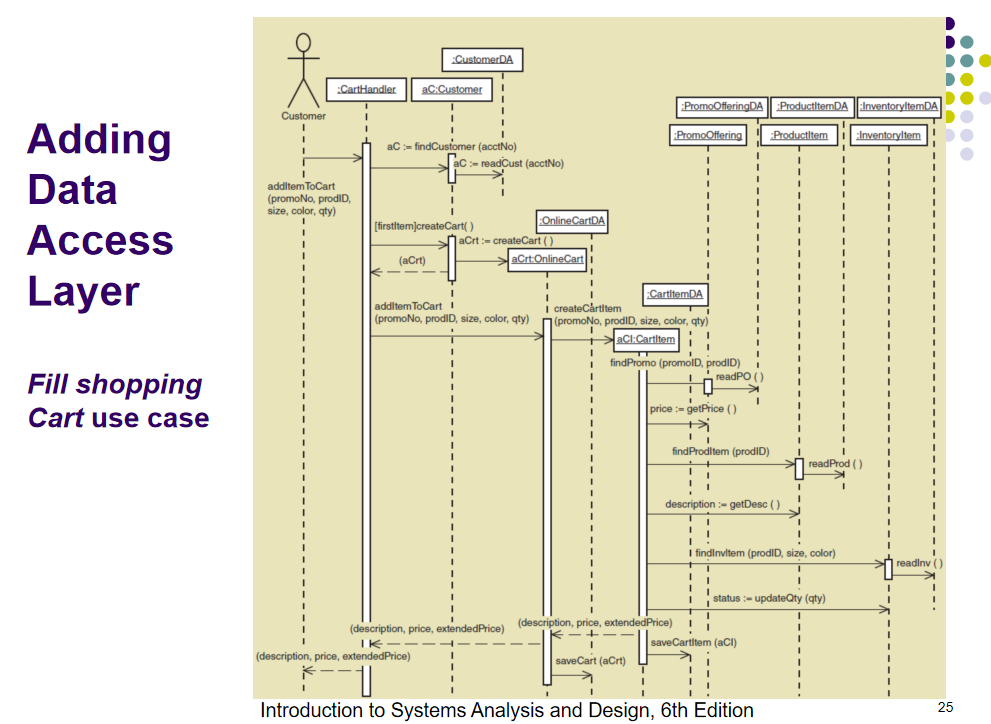 Adding
Data
Access
Layer
Fill shopping
Cart use case
:CustomerDA
:CartHandler
aC:Customer
Customer
:PromoOfferingDA
:ProductItemDA
:InventoryItemDA
:PromoOffering
:ProductItem
:InventoryItem
aC := findCustomer (acctNo)
aC := readCust (acctNo)
addItemToCart
(promoNo, prodID,
size, color, qty)
:OnlineCartDA
[firstItem]createCart( )
aCrt := createCart ( )
(aCrt)
aCrt:OnlineCart
:CartItemDA
addItemToCart
(promoNo, prodID, size, color, qty)
createCartItem
(promoNo, prodID, size, color, qty)
aCI:CartItem
findPromo (promoID, prodID)
readPO ( )
price := getPrice ( )
findProdItem (prodID)
readProd ( )
description := getDesc ( )
findInvItem (prodID, size, color)
readInv ( )
status := updateQty (qty)
(description, price, extendedPrice)
(description, price, extendedPrice)
saveCartItem (aCI)
(description, price, extendedPrice)
saveCart (aCrt)
Introduction to Systems Analysis and Design, 6th Edition
25